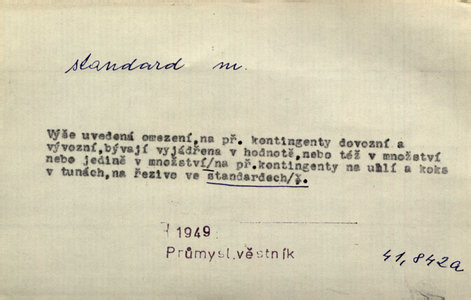 standard m.
Výše uvedená omezení,na př. kontingenty dovozní a
vývozní,bývají vyjádřena v hodnotě,nebo též v množství
nebo jedině v množství/na př.kontingenty na uhlí a koks
v tunách,na řezivo ve standardech/.
1949
Průmysl.věstník
41,842a